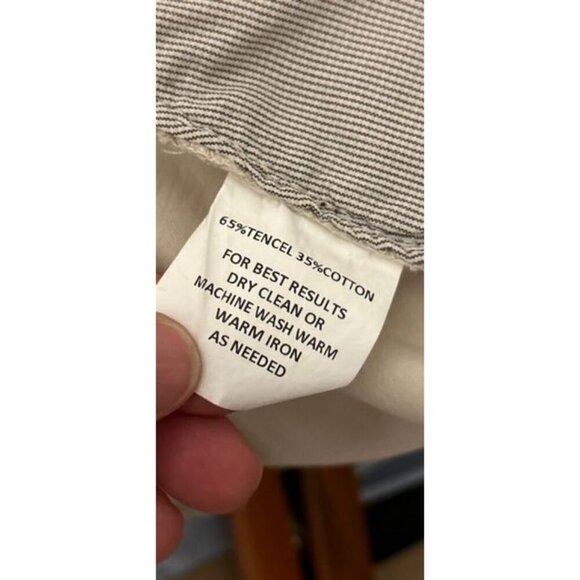 65%TENCEL 35%COTTON
FOR BEST RESULTS
DRY CLEAN OR
MACHINE WASH WARM
WARM IRON
AS NEEDED